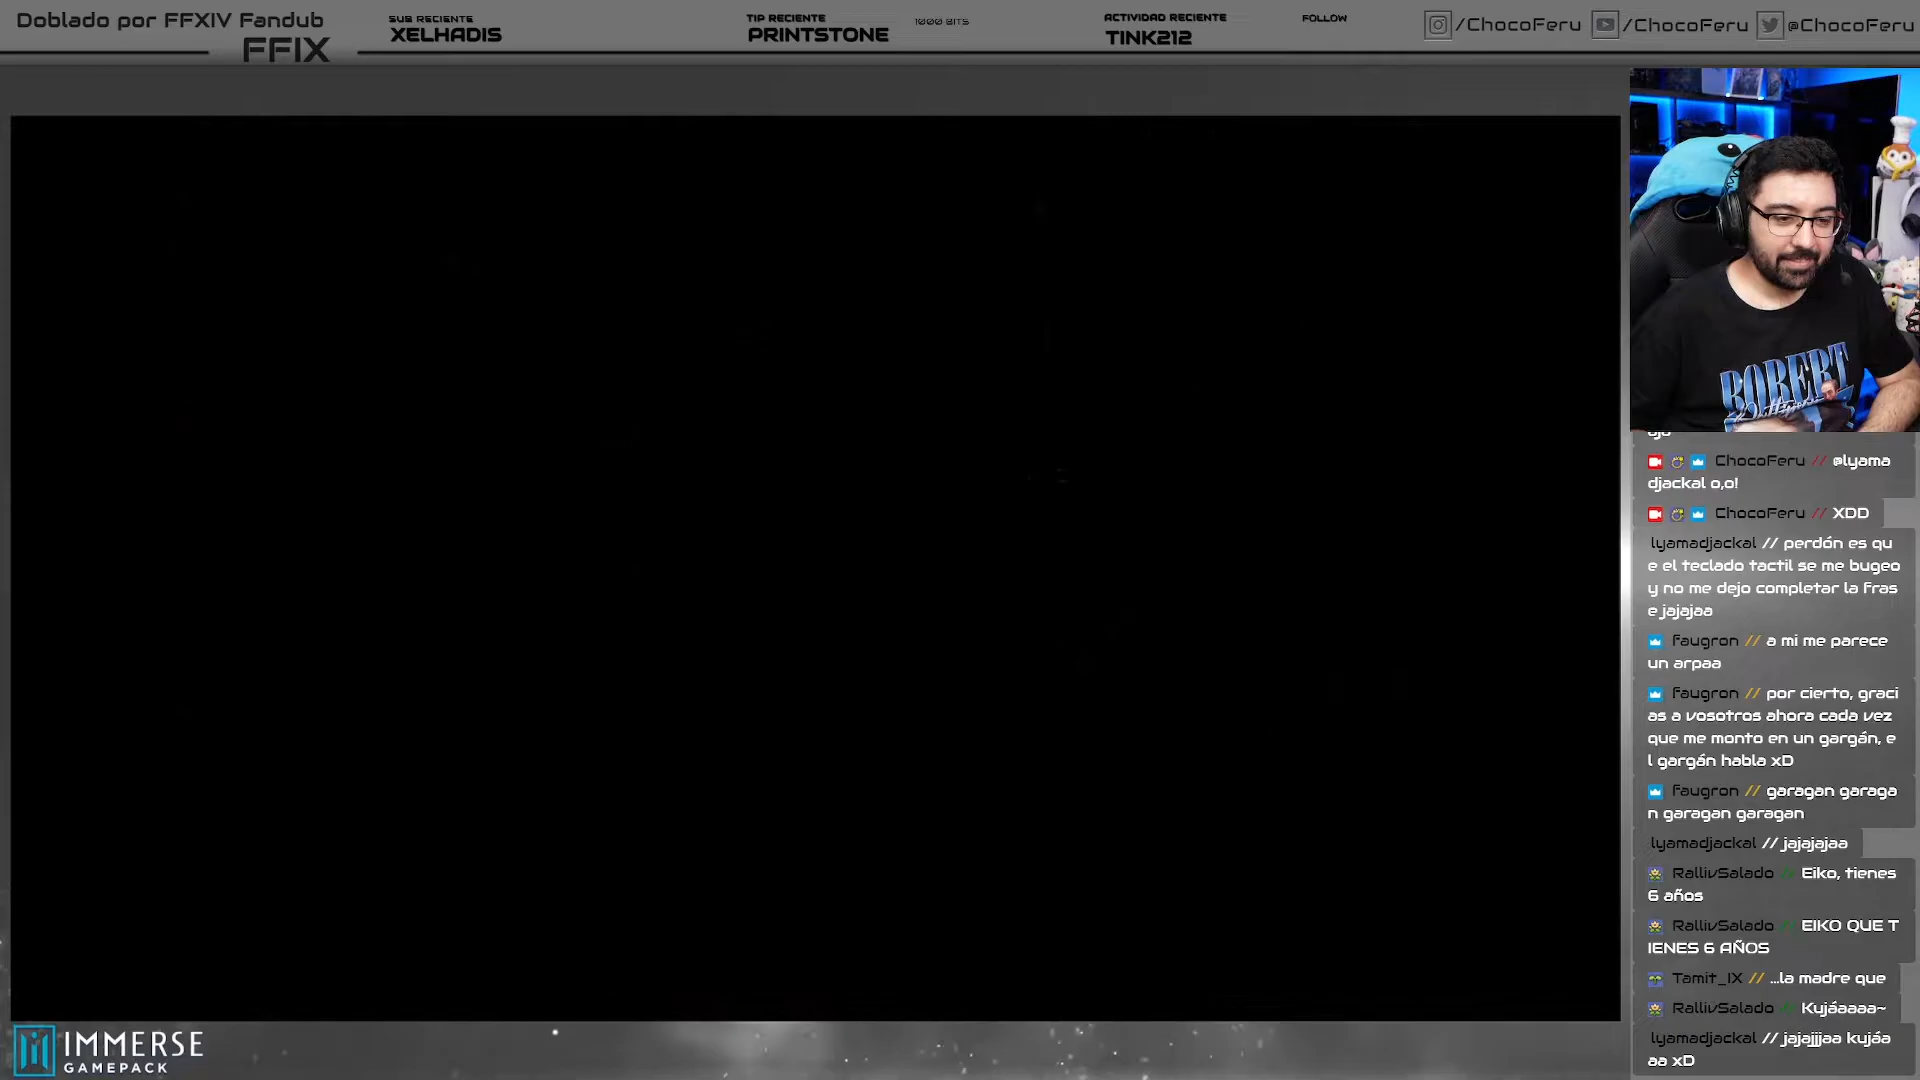 Doblado por FFXIV Fandub
FFIX
SUB RECIENTE
XELHADIS
TIP RECIENTE
PRINTSTONE
1000 BITS
ACTIVIDAD RECIENTE
TINK212
FOLLOW
/ChocoFeru
/ChocoFeru
@ChocoFeru
ROBERT
ChocoFeru // @lyama
djackal o,o!
ChocoFeru // XDD
lyamadjackal // perdón es qu
e el teclado tactil se me bugeo
y no me dejo completar la fras
e jajajaa
faugron // a mi me parece
un arpaa
faugron // por cierto, graci
as a vosotros ahora cada vez
que me monto en un gargán, e
l gargán habla xD
faugron // garagan garaga
n garagan garagan
lyamadjackal // jajajajaa
RallivSalado // Eiko, tienes
6 años
RallivSalado // EIKO QUE T
IENES 6 AÑOS
Tamit_IX // ...la madre que
RallivSalado // Kujáaaaa~
lyamadjackal // jajajjjaa kujáa
aa xD
IMMERSE
GAMEPACK